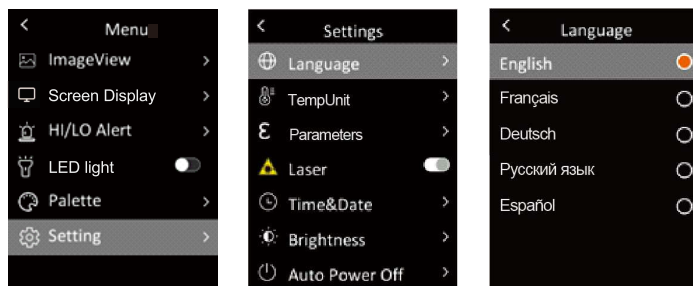 Menu
ImageView
Screen Display
HI/LO Alert
LED light
Palette
Setting
Settings
Language
TempUnit
Parameters
Laser
Time&Date
Brightness
Auto Power Off
Language
English
Français
Deutsch
Русский язык
Español